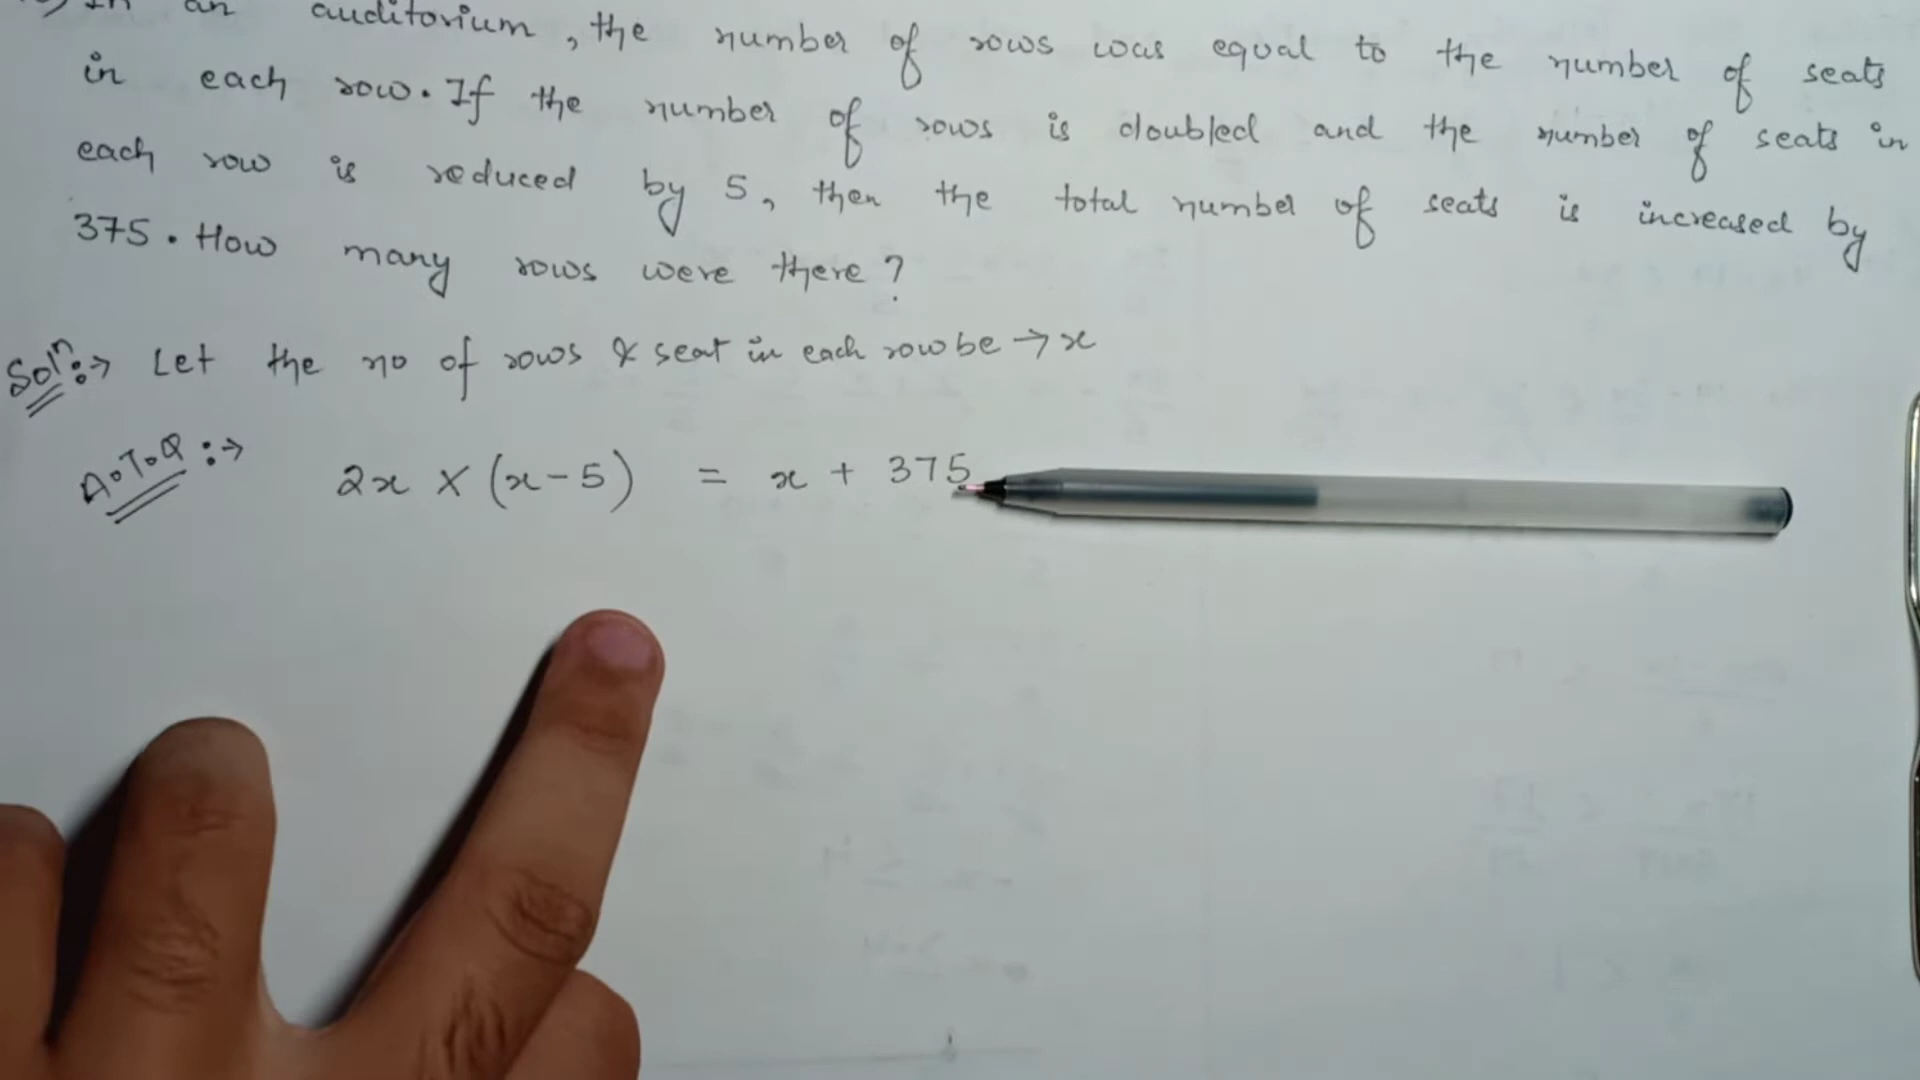 In an auditorium, the number of rows was equal to the number of seats
in each row. If the number of rows is doubled and the number of seats in
each row is reduced by 5, then the total number of seats is increased by
375. How many rows were there?
Solⁿ:→ Let the no of rows & seat in each row be → x
A.T.Q:→ 2x × (x-5) = x + 375